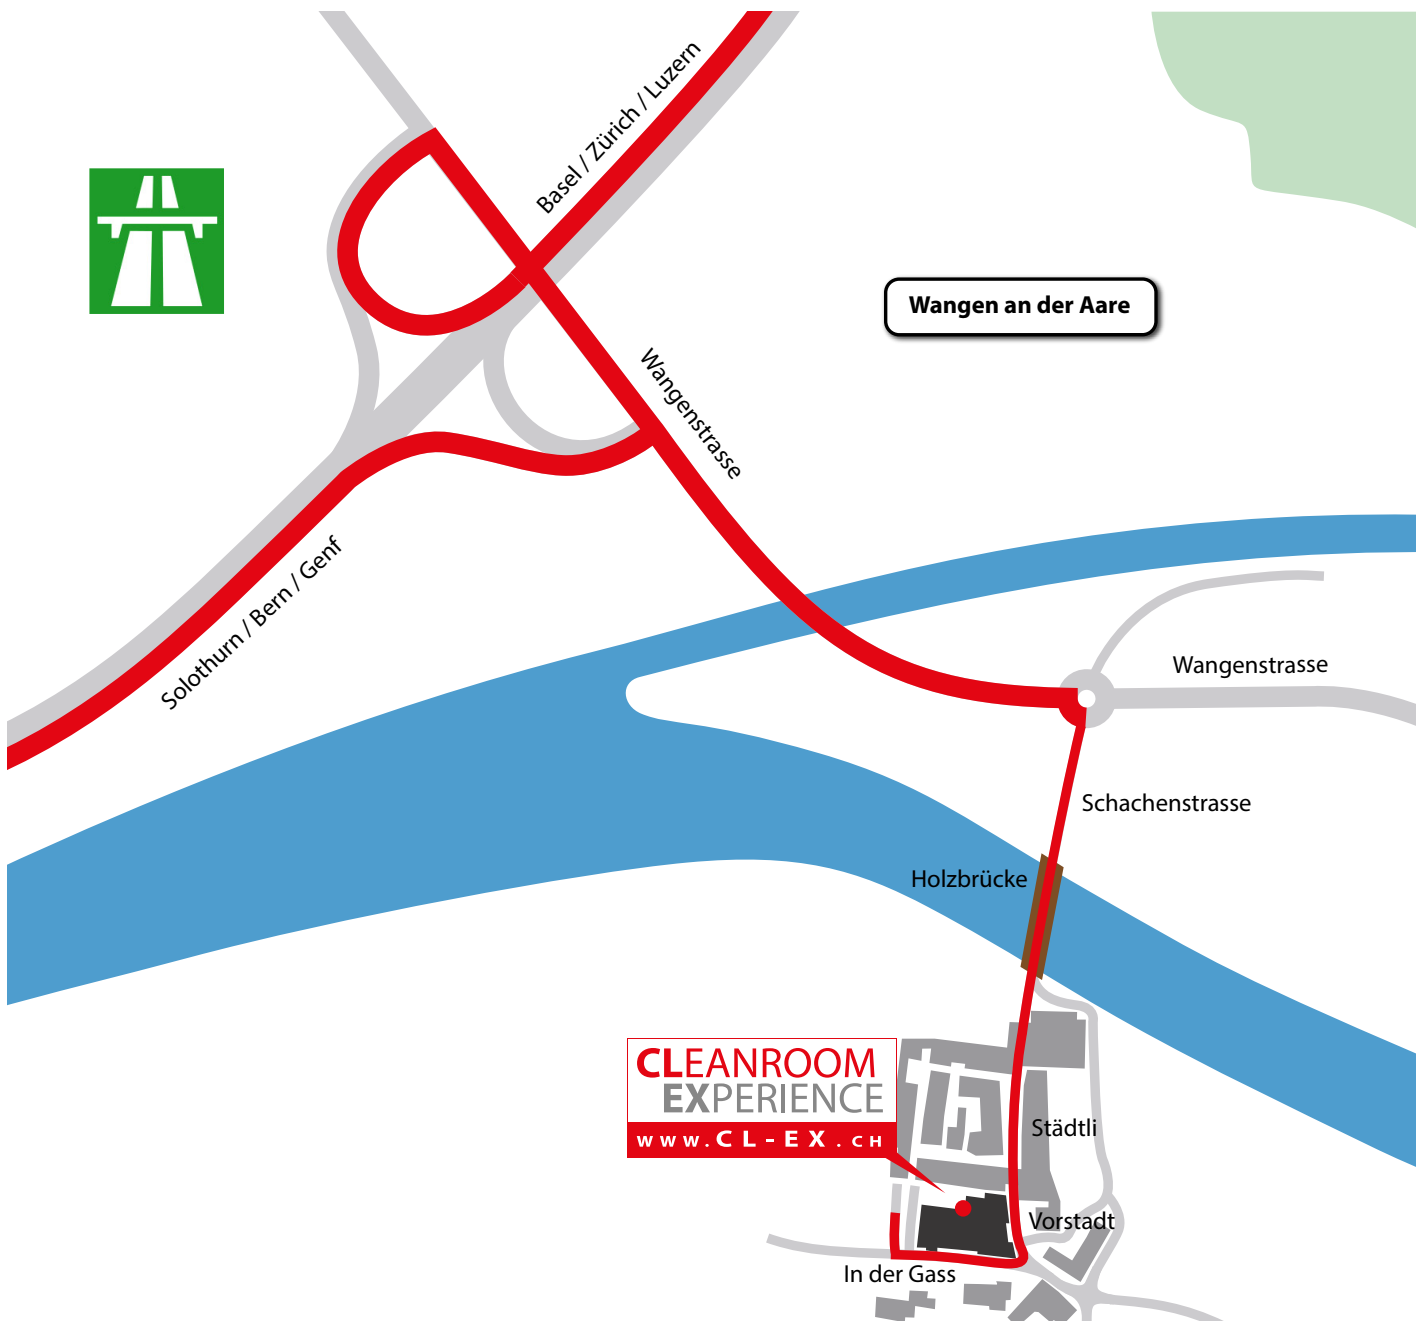 Basel / Zürich / Luzern
Wangen an der Aare
Wangenstrasse
Solothurn / Bern / Genf
Wangenstrasse
Schachenstrasse
Holzbrücke
CLEANROOM
EXPERIENCE
WWW.CL-EX.CH
Städtli
Vorstadt
In der Gass